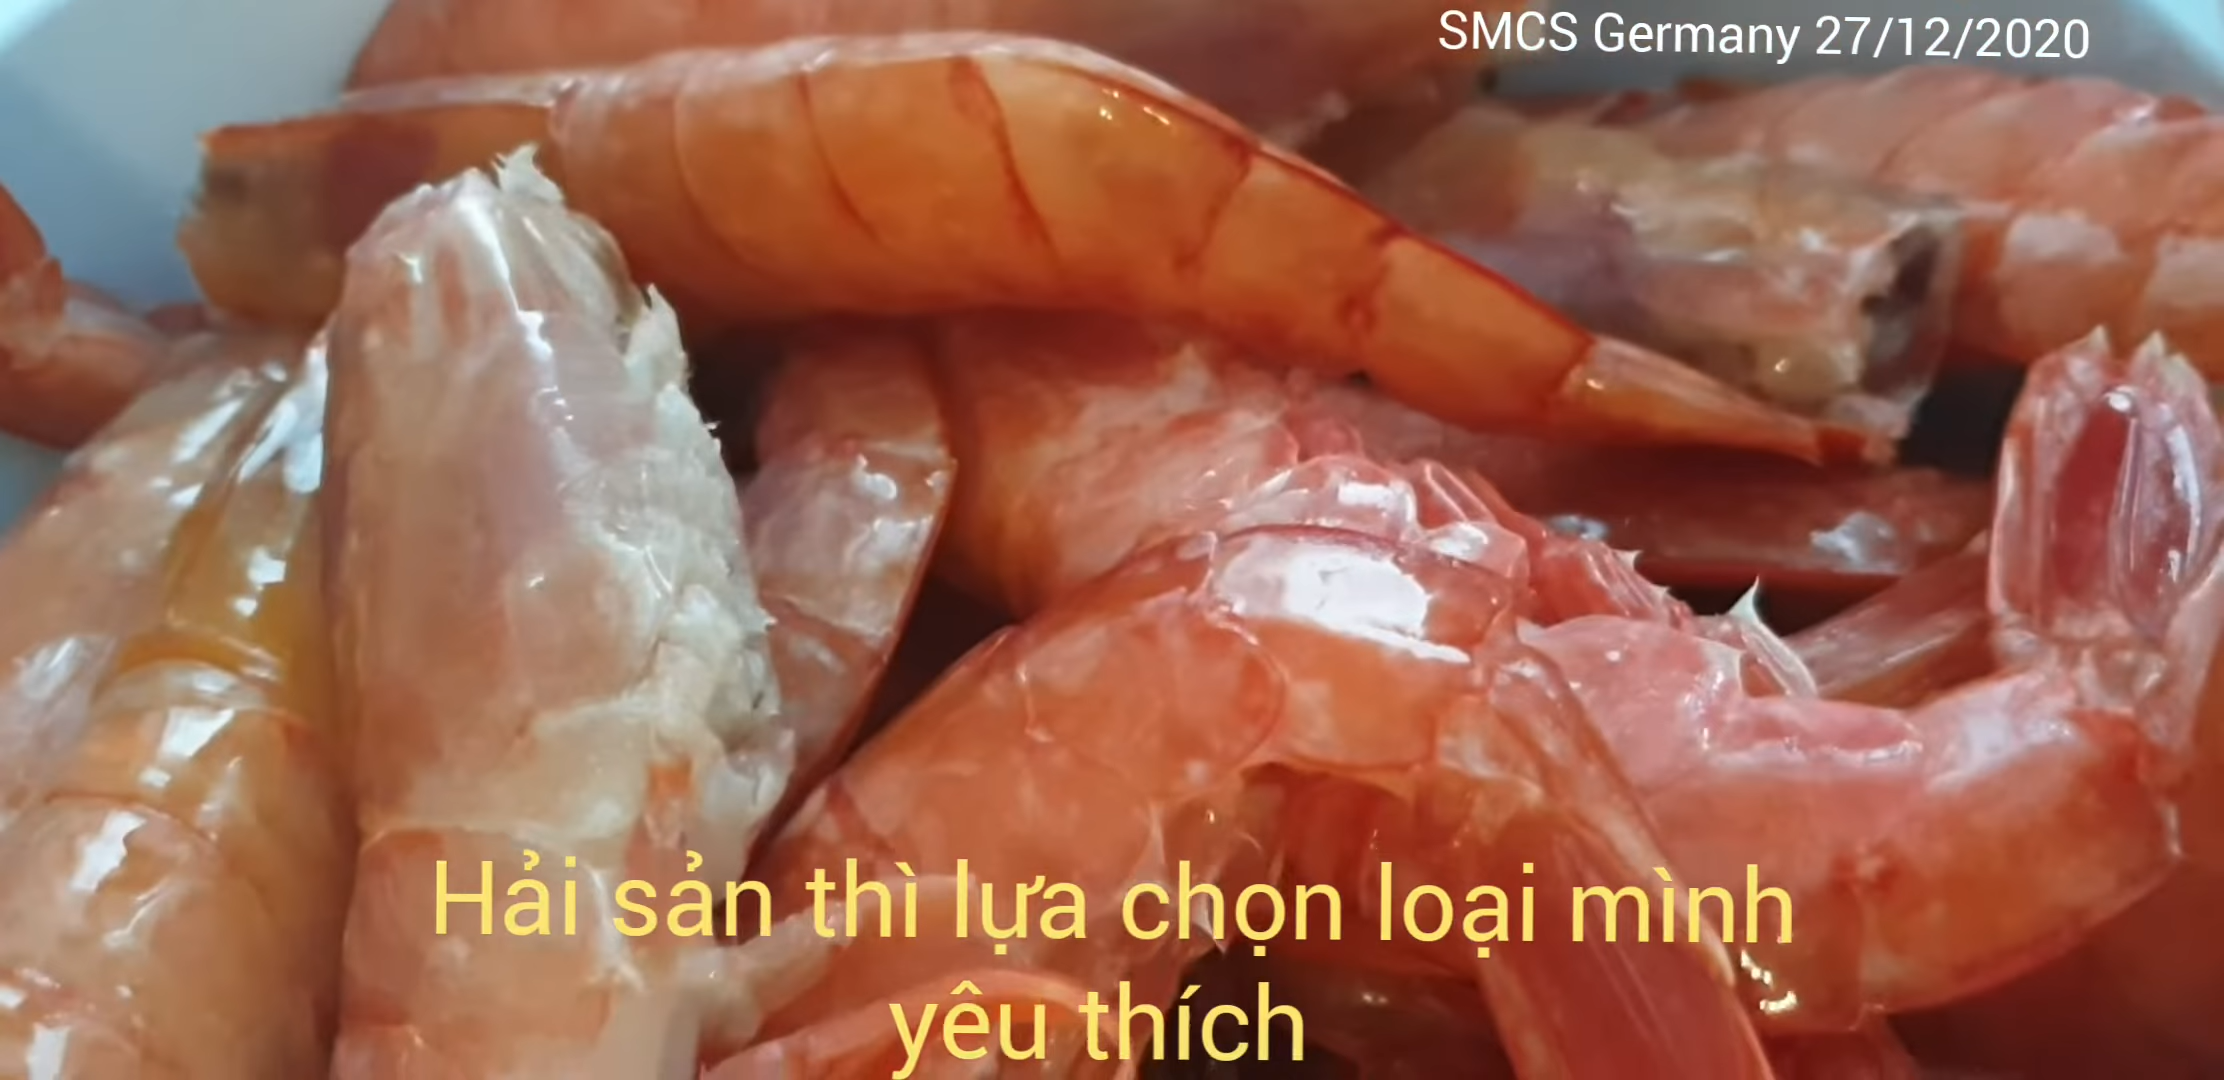 SMCS Germany 27/12/2020
Hải sản thì lựa chọn loại mình
yêu thích